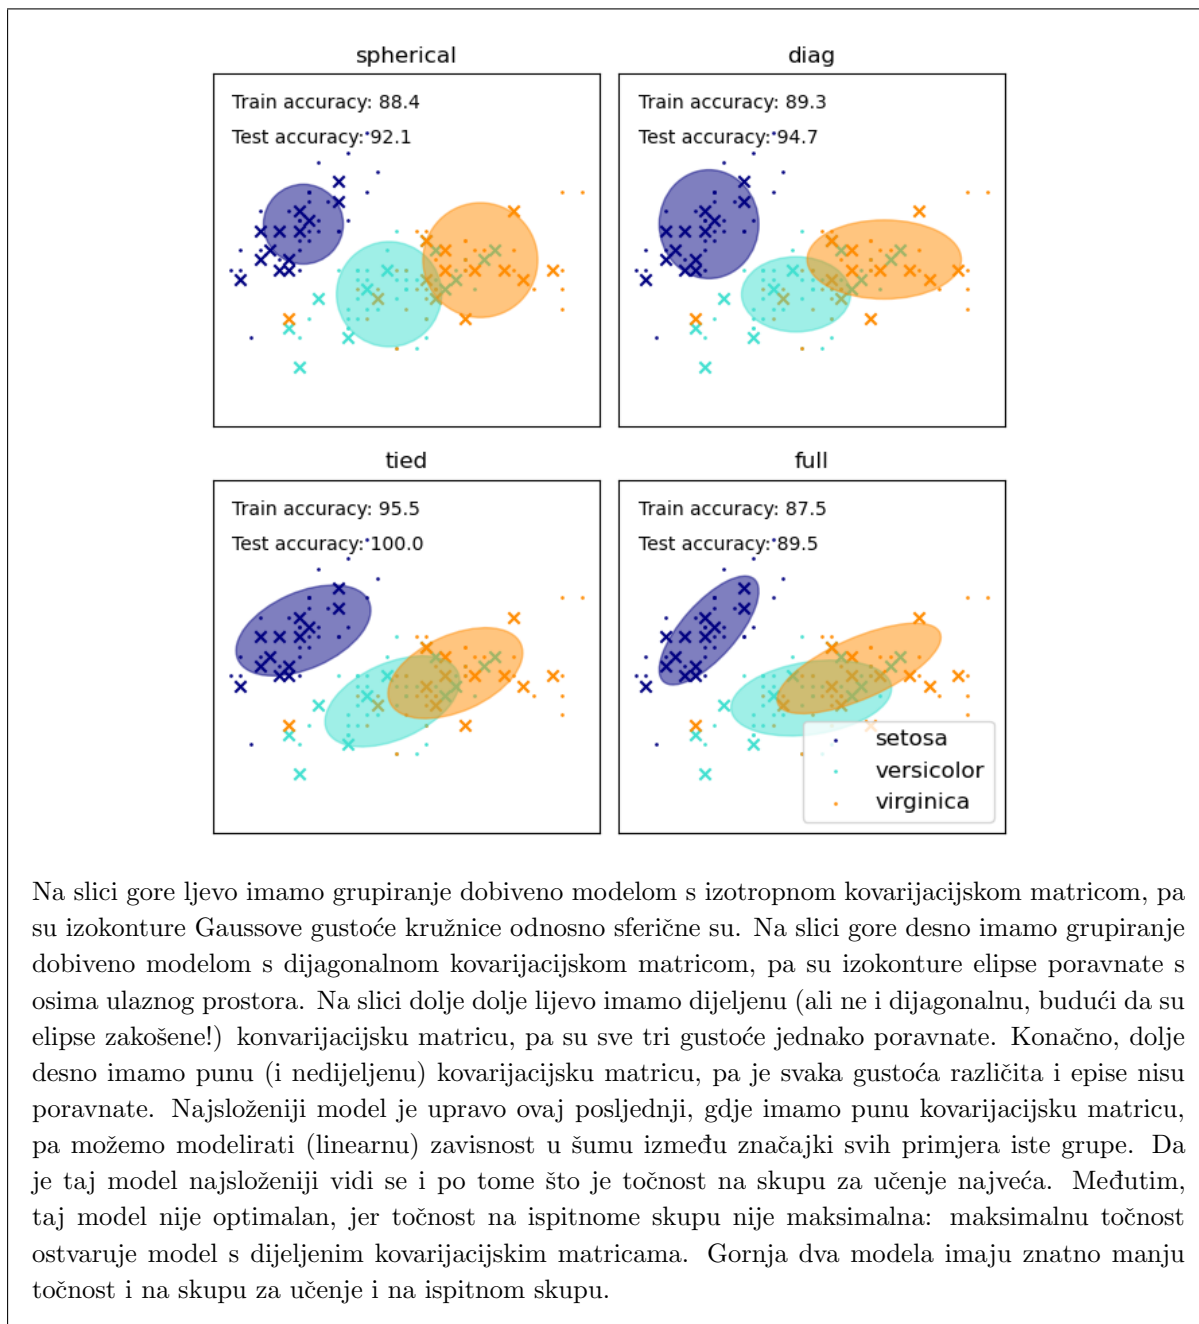 spherical
diag
Train accuracy: 88.4
Test accuracy: 92.1
Train accuracy: 89.3
Test accuracy: 94.7
tied
full
Train accuracy: 95.5
Test accuracy: 100.0
Train accuracy: 87.5
Test accuracy: 89.5
setosa
versicolor
virginica
Na slici gore ljevo imamo grupiranje dobiveno modelom s izotropnom kovarijacijskom matricom, pa
su izokonture Gaussove gustoće kružnice odnosno sferične su. Na slici gore desno imamo grupiranje
dobiveno modelom s dijagonalnom kovarijacijskom matricom, pa su izokonture elipse poravnate s
osima ulaznog prostora. Na slici dolje dolje lijevo imamo dijeljenu (ali ne i dijagonalnu, budući da su
elipse zakošene!) konvarijacijsku matricu, pa su sve tri gustoće jednako poravnate. Konačno, dolje
desno imamo punu (i nedijeljenu) kovarijacijsku matricu, pa je svaka gustoća različita i epise nisu
poravnate. Najsloženiji model je upravo ovaj posljednji, gdje imamo punu kovarijacijsku matricu,
pa možemo modelirati (linearnu) zavisnost u šumu između značajki svih primjera iste grupe. Da
je taj model najsloženiji vidi se i po tome što je točnost na skupu za učenje najveća. Međutim,
taj model nije optimalan, jer točnost na ispitnome skupu nije maksimalna: maksimalnu točnost
ostvaruje model s dijeljenim kovarijacijskim matricama. Gornja dva modela imaju znatno manju
točnost i na skupu za učenje i na ispitnom skupu.